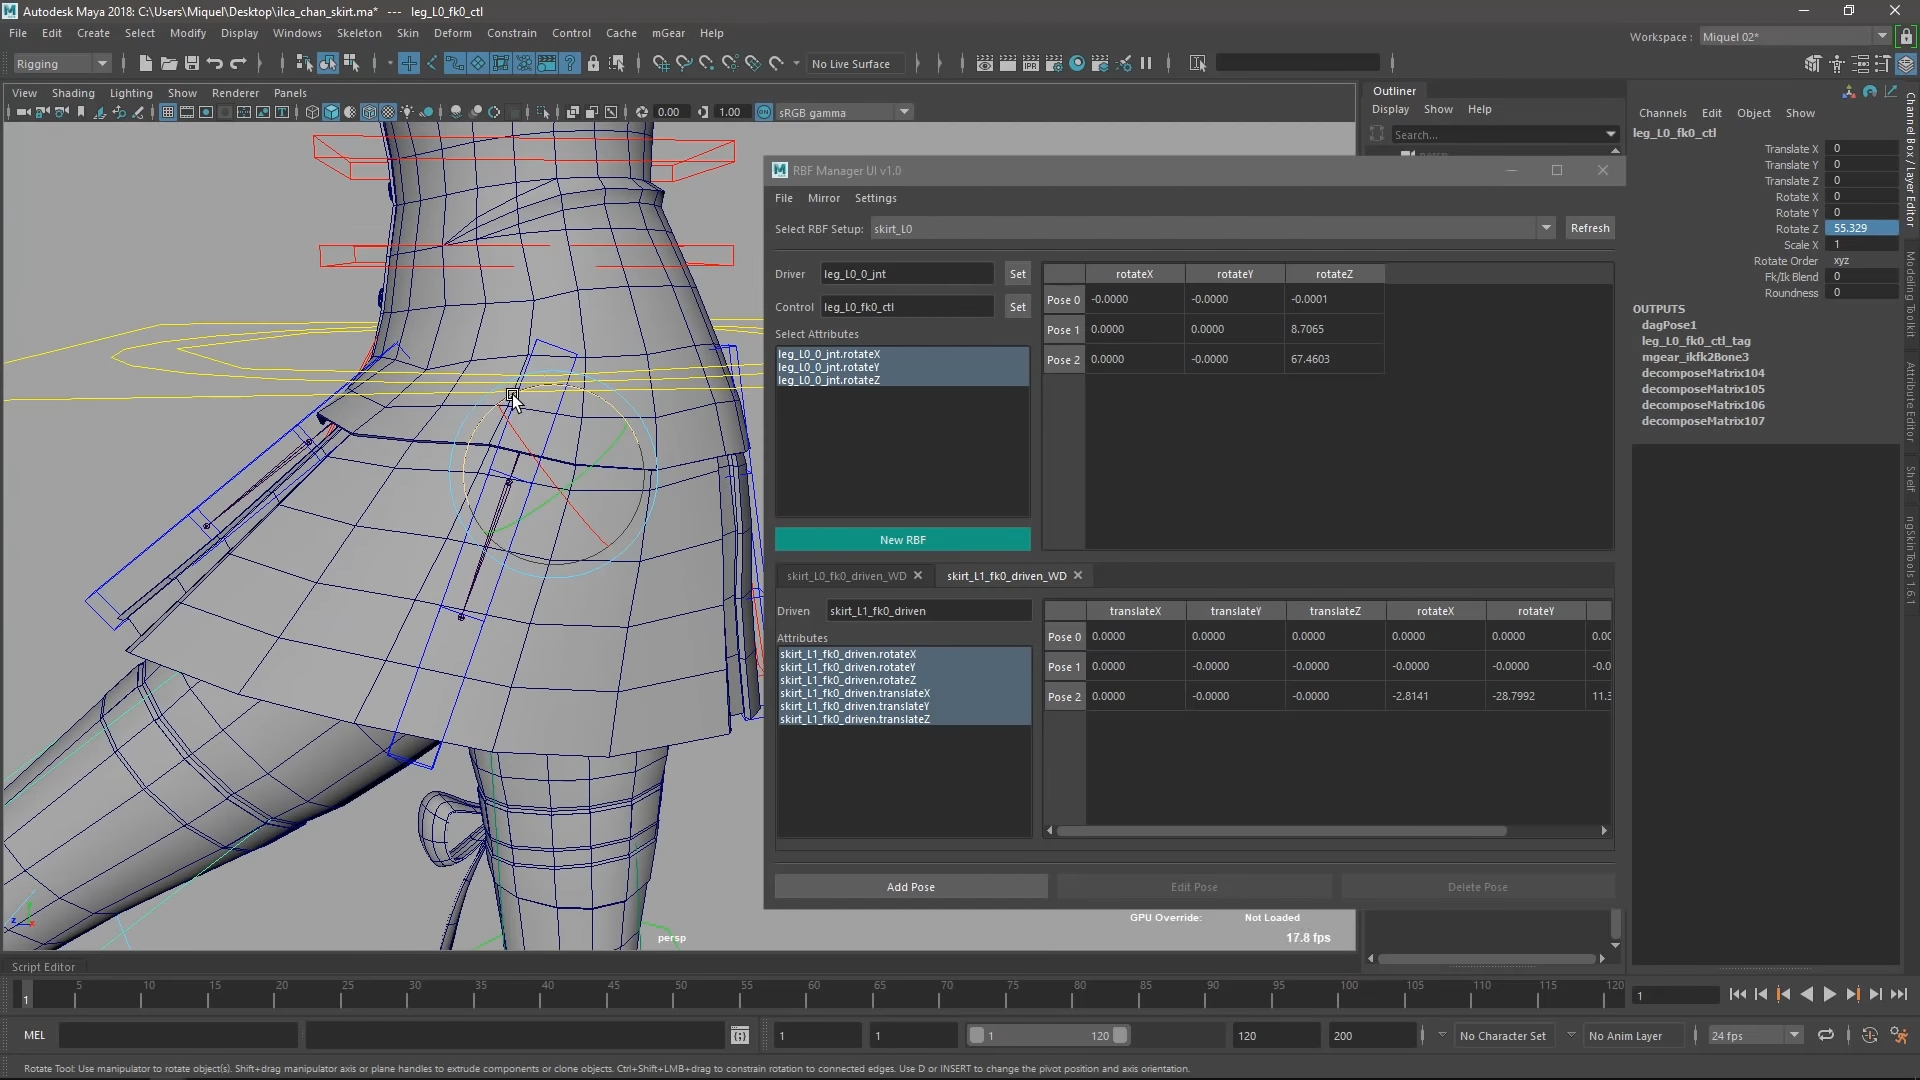 Autodesk Maya 2018: C:\Users\Miquel\Desktop\ilca_chan_skirt.ma* --- leg_L0_fk0_ctl
File Edit Create Select Modify Display Windows Skeleton Skin Deform Constrain Control Cache mGear Help
Workspace : Miquel 02*
Rigging
No Live Surface
View Shading Lighting Show Renderer Panels
0.00 1.00 sRGB gamma
Outliner
Display Show Help
Search...
Channels Edit Object Show
leg_L0_fk0_ctl
Translate X 0
Translate Y 0
Translate Z 0
Rotate X 0
Rotate Y 0
Rotate Z 55.329
Scale X 1
Rotate Order xyz
Fk/Ik Blend 0
Roundness 0
OUTPUTS
dagPose1
leg_L0_fk0_ctl_tag
mgear_ikfk2Bone3
decomposeMatrix104
decomposeMatrix105
decomposeMatrix106
decomposeMatrix107
Channel Box / Layer Editor
Modeling Toolkit
Attribute Editor
Shelf
ngSkinTools 1.6.1
RBF Manager UI v1.0
File Mirror Settings
Select RBF Setup: skirt_L0 Refresh
Driver leg_L0_0_jnt Set
Control leg_L0_fk0_ctl Set
Select Attributes
leg_L0_0_jnt.rotateX
leg_L0_0_jnt.rotateY
leg_L0_0_jnt.rotateZ
New RBF
rotateX rotateY rotateZ
Pose 0 -0.0000 -0.0000 -0.0001
Pose 1 0.0000 0.0000 8.7065
Pose 2 0.0000 -0.0000 67.4603
skirt_L0_fk0_driven_WD skirt_L1_fk0_driven_WD
Driven skirt_L1_fk0_driven
Attributes
skirt_L1_fk0_driven.rotateX
skirt_L1_fk0_driven.rotateY
skirt_L1_fk0_driven.rotateZ
skirt_L1_fk0_driven.translateX
skirt_L1_fk0_driven.translateY
skirt_L1_fk0_driven.translateZ
translateX translateY translateZ rotateX rotateY
Pose 0 0.0000 0.0000 0.0000 0.0000 0.0000 0.00
Pose 1 0.0000 -0.0000 -0.0000 -0.0000 -0.0000 -0.0
Pose 2 0.0000 -0.0000 -0.0000 -2.8141 -28.7992 11.3
Add Pose Edit Pose Delete Pose
GPU Override: Not Loaded
17.8 fps
persp
Script Editor
1 5 10 15 20 25 30 35 40 45 50 55 60 65 70 75 80 85 90 95 100 105 110 115 120
1
MEL
1 1 1 120 120 200 No Character Set No Anim Layer 24 fps
Rotate Tool: Use manipulator to rotate object(s). Shift+drag manipulator axis or plane handles to extrude components or clone objects. Ctrl+Shift+LMB+drag to constrain rotation to connected edges. Use D or INSERT to change the pivot position and axis orientation.